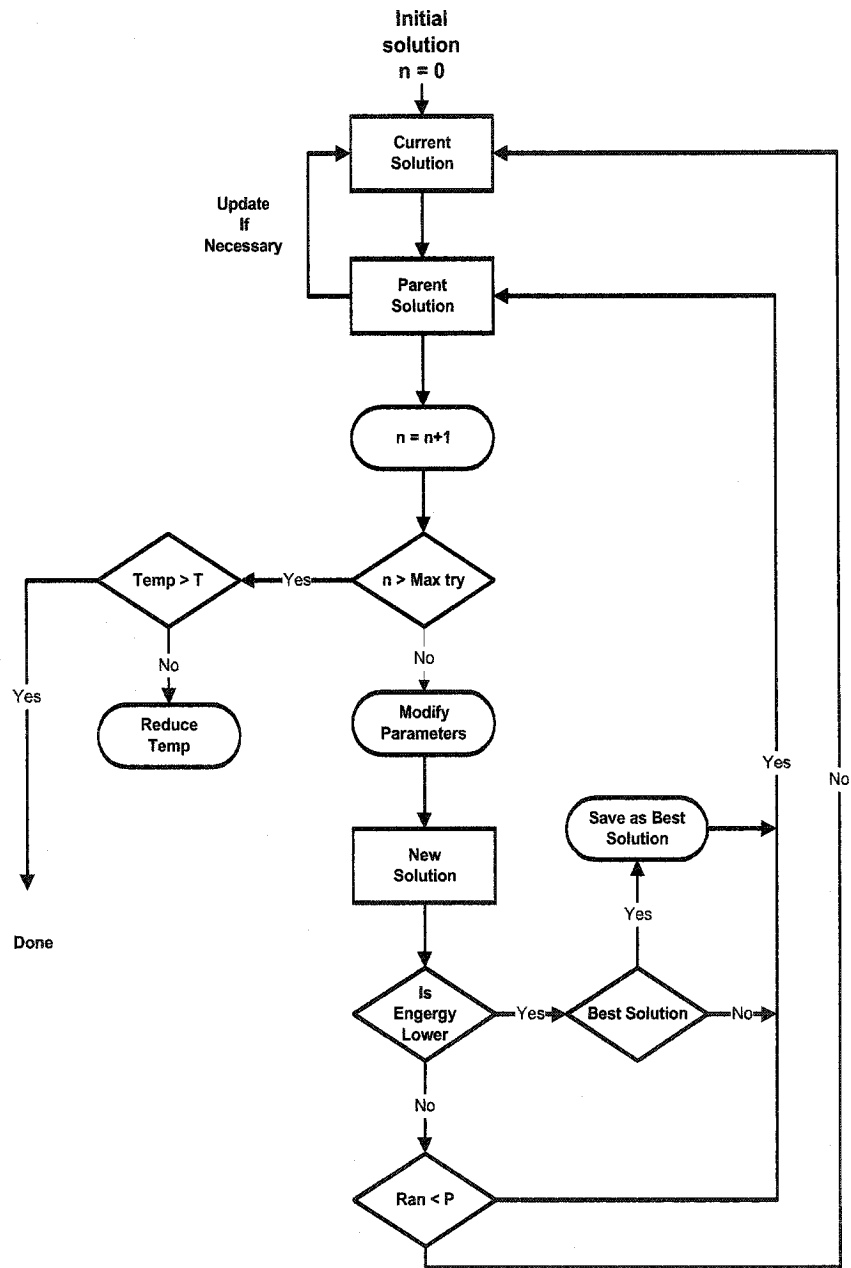 Initial
solution
n = 0
Current
Solution
Update
If
Necessary
Parent
Solution
n = n+1
Temp > T
Yes
n > Max try
No
No
Yes
Reduce
Temp
Modify
Parameters
Yes
No
Save as Best
Solution
New
Solution
Yes
Done
Is
Engergy
Lower
Yes
Best Solution
No
No
Ran < P